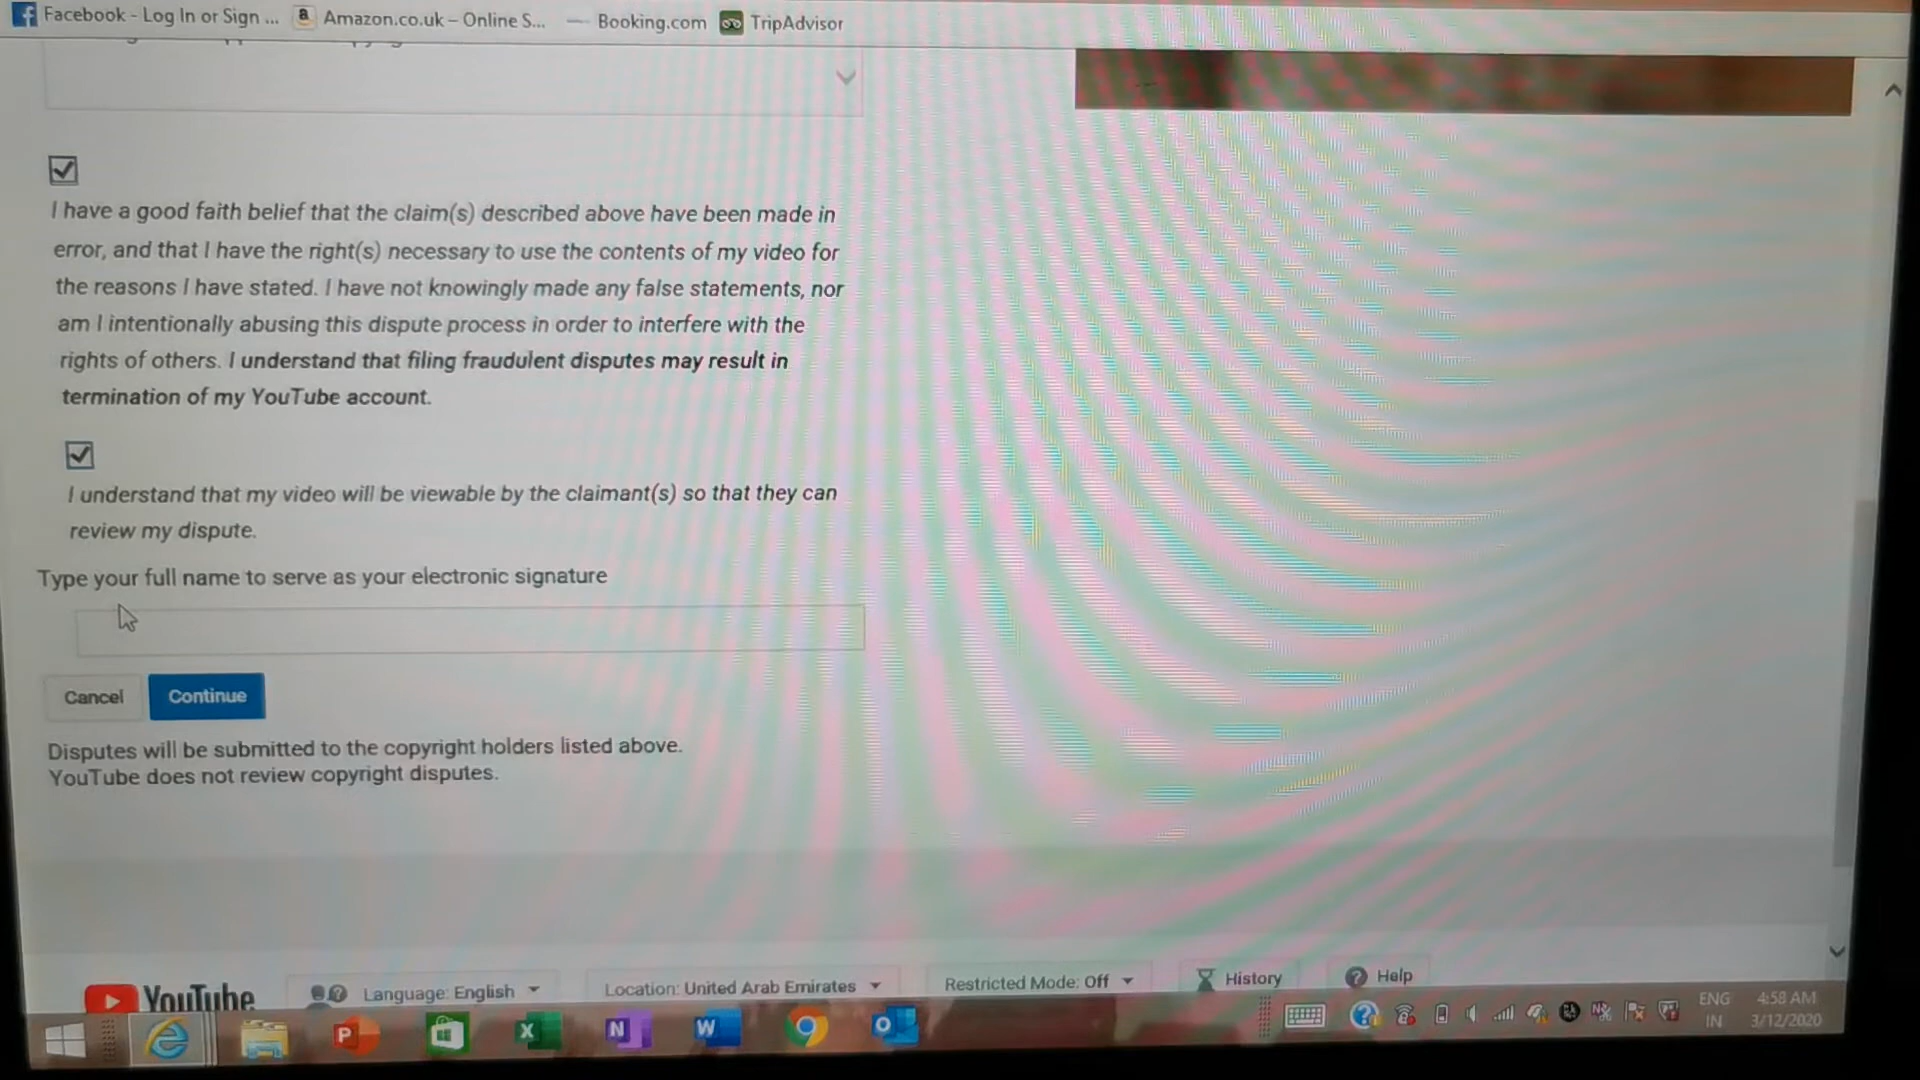 Facebook - Log In or Sign ...
Amazon.co.uk – Online S...
Booking.com
TripAdvisor
I have a good faith belief that the claim(s) described above have been made in
error, and that I have the right(s) necessary to use the contents of my video for
the reasons I have stated. I have not knowingly made any false statements, nor
am I intentionally abusing this dispute process in order to interfere with the
rights of others. I understand that filing fraudulent disputes may result in
termination of my YouTube account.
I understand that my video will be viewable by the claimant(s) so that they can
review my dispute.
Type your full name to serve as your electronic signature
Cancel
Continue
Disputes will be submitted to the copyright holders listed above.
YouTube does not review copyright disputes.
YouTube
Language: English
Location: United Arab Emirates
Restricted Mode: Off
History
Help
ENG
IN
4:58 AM
3/12/2020